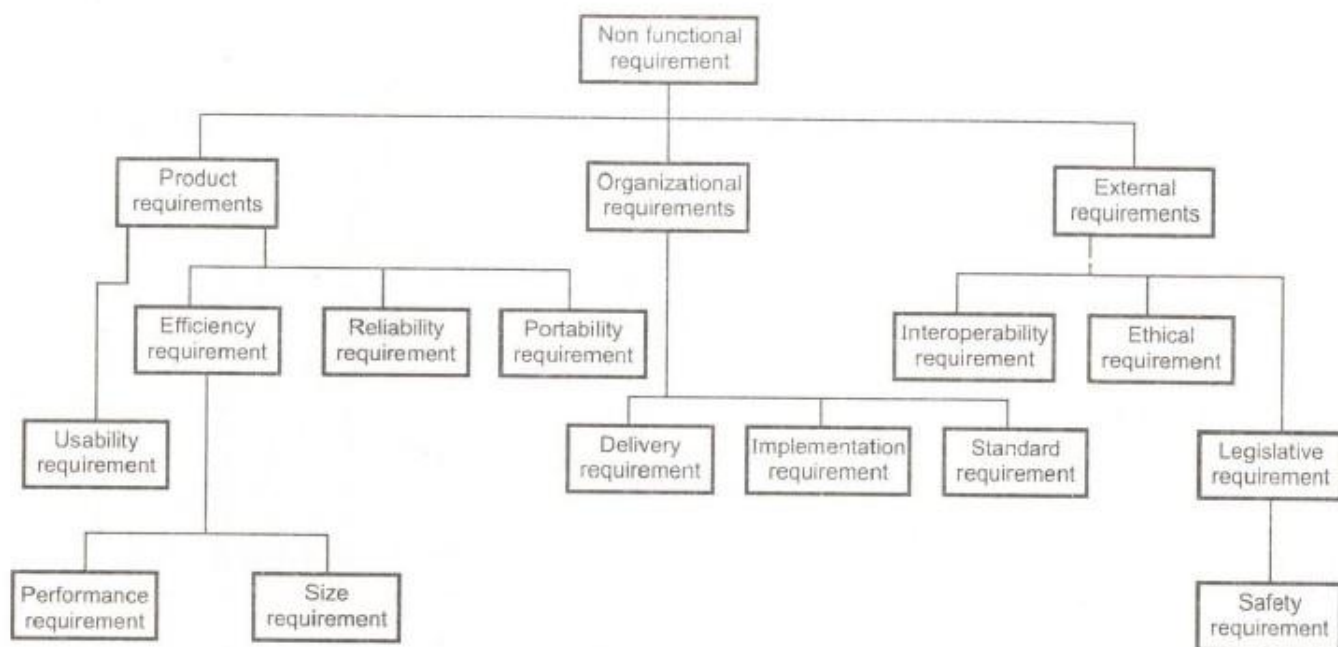 Non functional
requirement
Product
requirements
Organizational
requirements
External
requirements
Efficiency
requirement
Reliability
requirement
Portability
requirement
Interoperability
requirement
Ethical
requirement
Usability
requirement
Delivery
requirement
Implementation
requirement
Standard
requirement
Legislative
requirement
Performance
requirement
Size
requirement
Safety
requirement